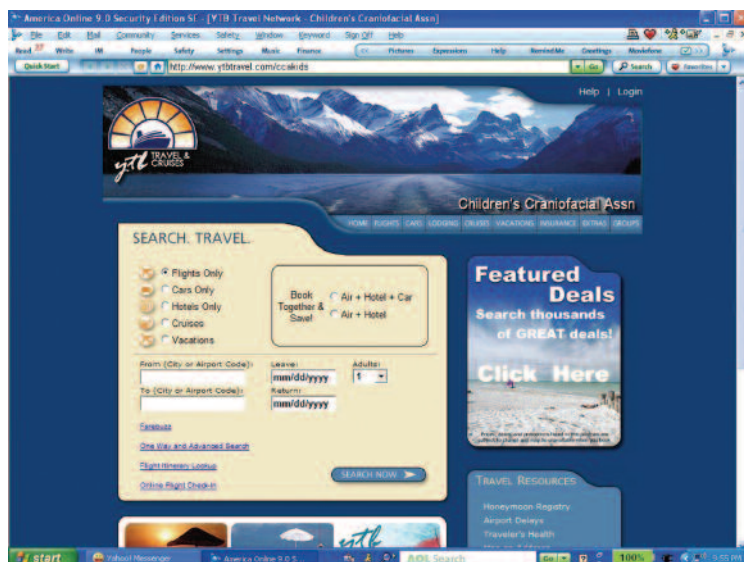 America Online 9.0 Security Edition SE - [YTB Travel Network - Children's Craniofacial Assn]
File Edit Mail Community Services Safety Window Keyword Sign Off Help
Read 27 Write IM People Safety Settings Music Finance Pictures Expressions Help Remind Me Greetings Moviefone
Quick Start http://www.ytbtravel.com/ccakids Go Search Favorites
Help | Login
ytb TRAVEL & CRUISES
Children's Craniofacial Assn
HOME FLIGHTS CARS LODGING CRUISES VACATIONS INSURANCE EXTRAS GROUPS
SEARCH. TRAVEL.
Flights Only
Cars Only
Hotels Only
Cruises
Vacations
Book Together & Save!
Air + Hotel + Car
Air + Hotel
From (City or Airport Code): Leave: Adults:
mm/dd/yyyy 1
To (City or Airport Code): Return:
mm/dd/yyyy
Farebuzz
One Way and Advanced Search
Flight Itinerary Lookup
Online Flight Check-in
SEARCH NOW
Featured
Deals
Search thousands
of GREAT deals!
Click Here
TRAVEL RESOURCES
Honeymoon Registry
Airport Delays
Traveler's Health
ytb
start Yahoo! Messenger America Online 9.0 S... AOL Search Go 100% 9:55 PM